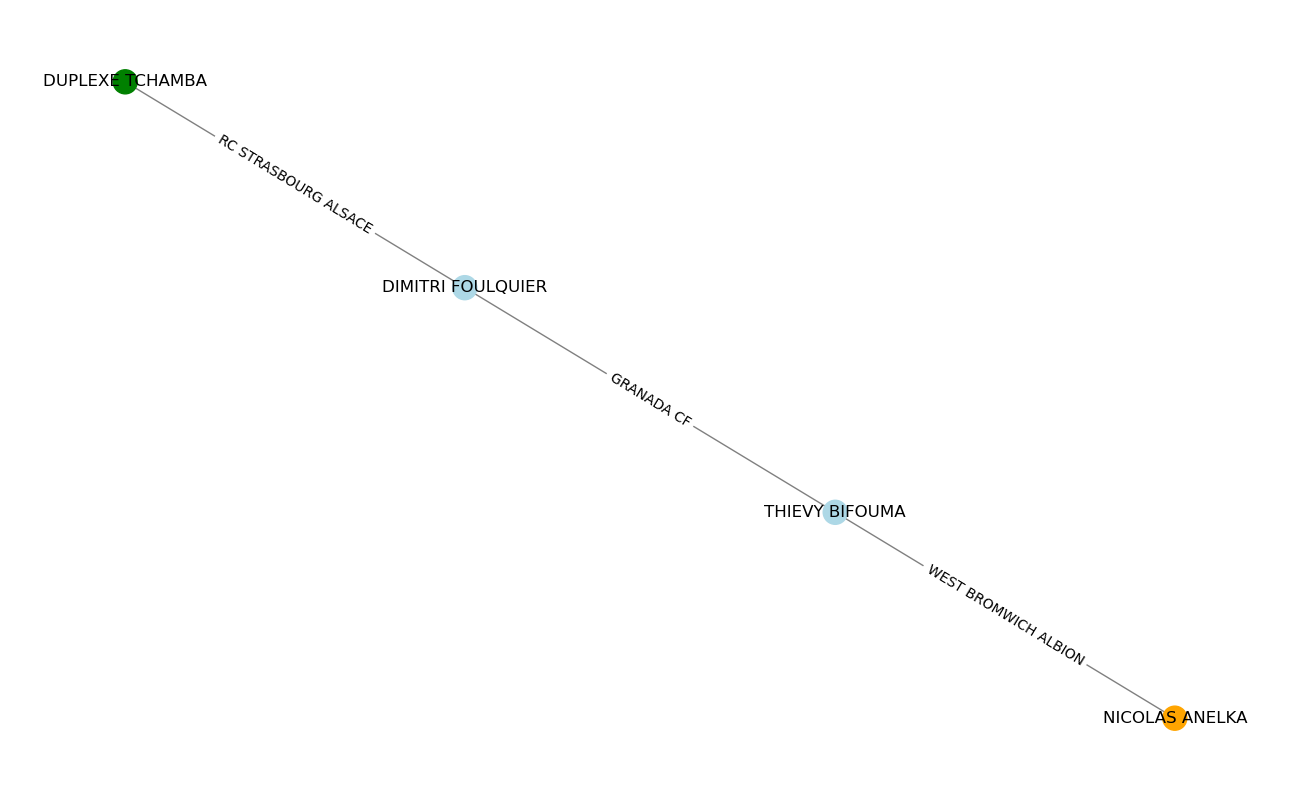 DUPLEXE TCHAMBA
RC STRASBOURG ALSACE
DIMITRI FOULQUIER
GRANADA CF
THIEVY BIFOUMA
WEST BROMWICH ALBION
NICOLAS ANELKA